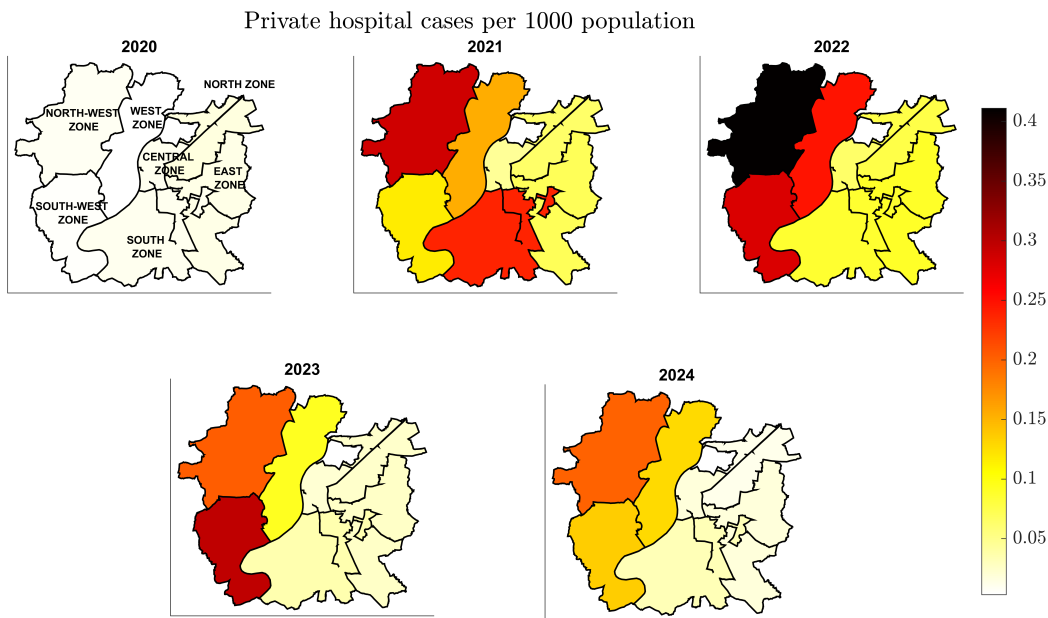 Private hospital cases per 1000 population
2020
2021
2022
NORTH ZONE
NORTH-WEST
ZONE
WEST
ZONE
CENTRAL
ZONE
EAST
ZONE
SOUTH-WEST
ZONE
SOUTH
ZONE
0.4
0.35
0.3
0.25
0.2
0.15
0.1
0.05
2023
2024